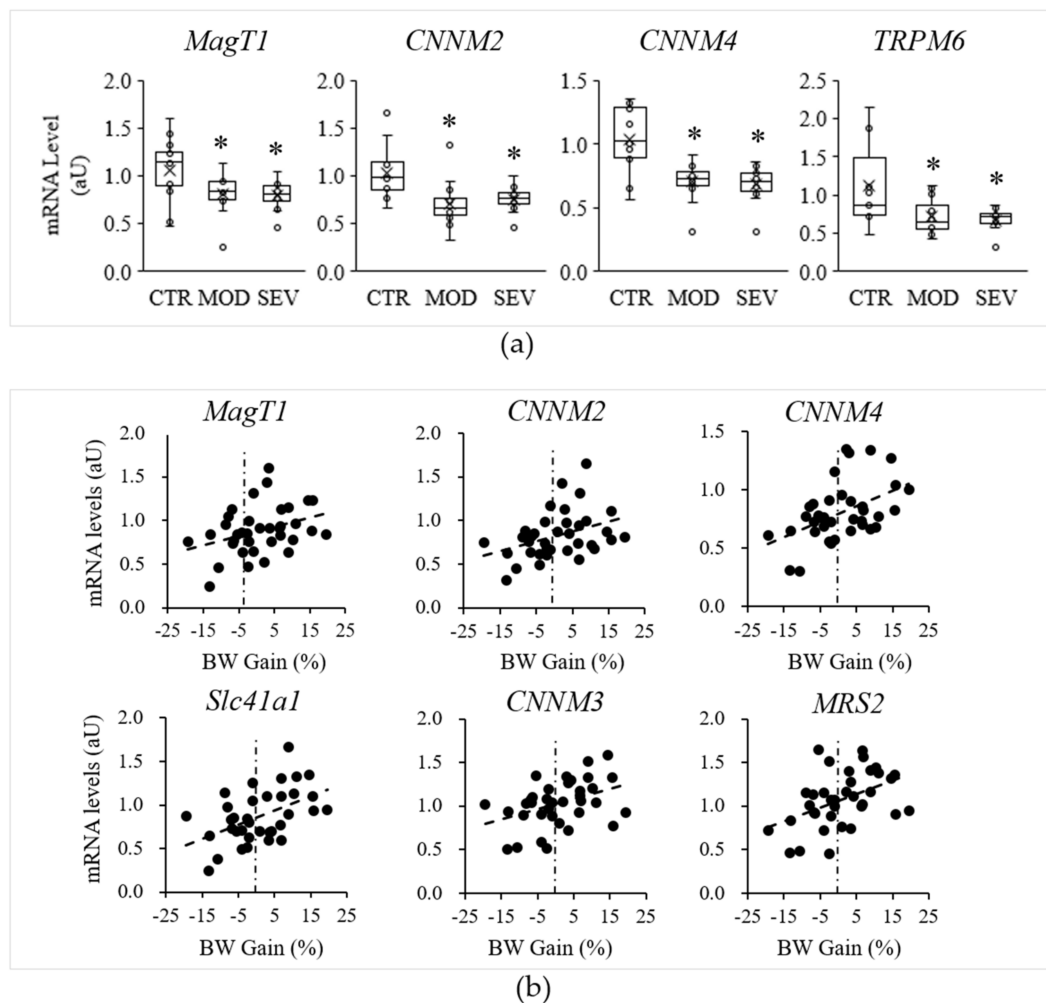 MagT1 CNNM2 CNNM4 TRPM6
mRNA Level
(aU)
2.0 2.0 1.5 2.5
1.5 1.5 1.0 2.0
1.0 1.0 0.5 1.5
0.5 0.5 0.0 1.0
0.0 0.0 0.5
0.0
* * * * * * * *
CTR MOD SEV CTR MOD SEV CTR MOD SEV CTR MOD SEV
(a)
MagT1 CNNM2 CNNM4
mRNA levels (aU)
2.0 2.0 1.5
1.5 1.5 1.0
1.0 1.0 0.5
0.5 0.5 0.0
0.0 0.0
-25 -15 -5 5 15 25 -25 -15 -5 5 15 25 -25 -15 -5 5 15 25
BW Gain (%) BW Gain (%) BW Gain (%)
Slc41a1 CNNM3 MRS2
mRNA levels (aU)
2.0 2.0 2.0
1.5 1.5 1.5
1.0 1.0 1.0
0.5 0.5 0.5
0.0 0.0 0.0
-25 -15 -5 5 15 25 -25 -15 -5 5 15 25 -25 -15 -5 5 15 25
BW Gain (%) BW Gain (%) BW Gain (%)
(b)